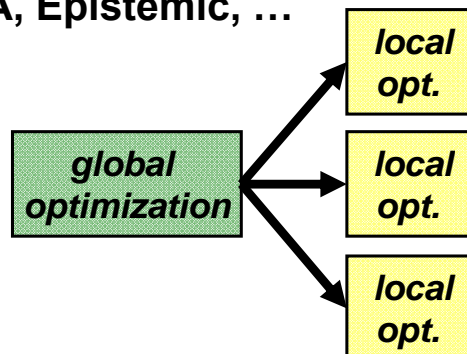 A, Epistemic, …
local
opt.
global
optimization
local
opt.
local
opt.